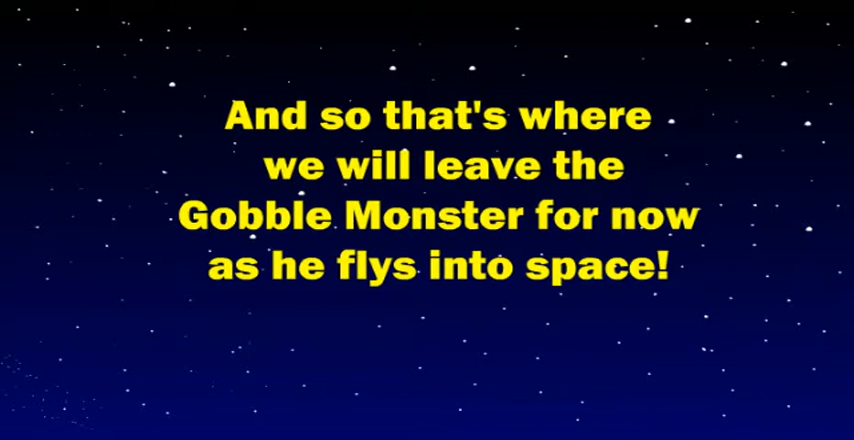 And so that's where
we will leave the
Gobble Monster for now
as he flys into space!